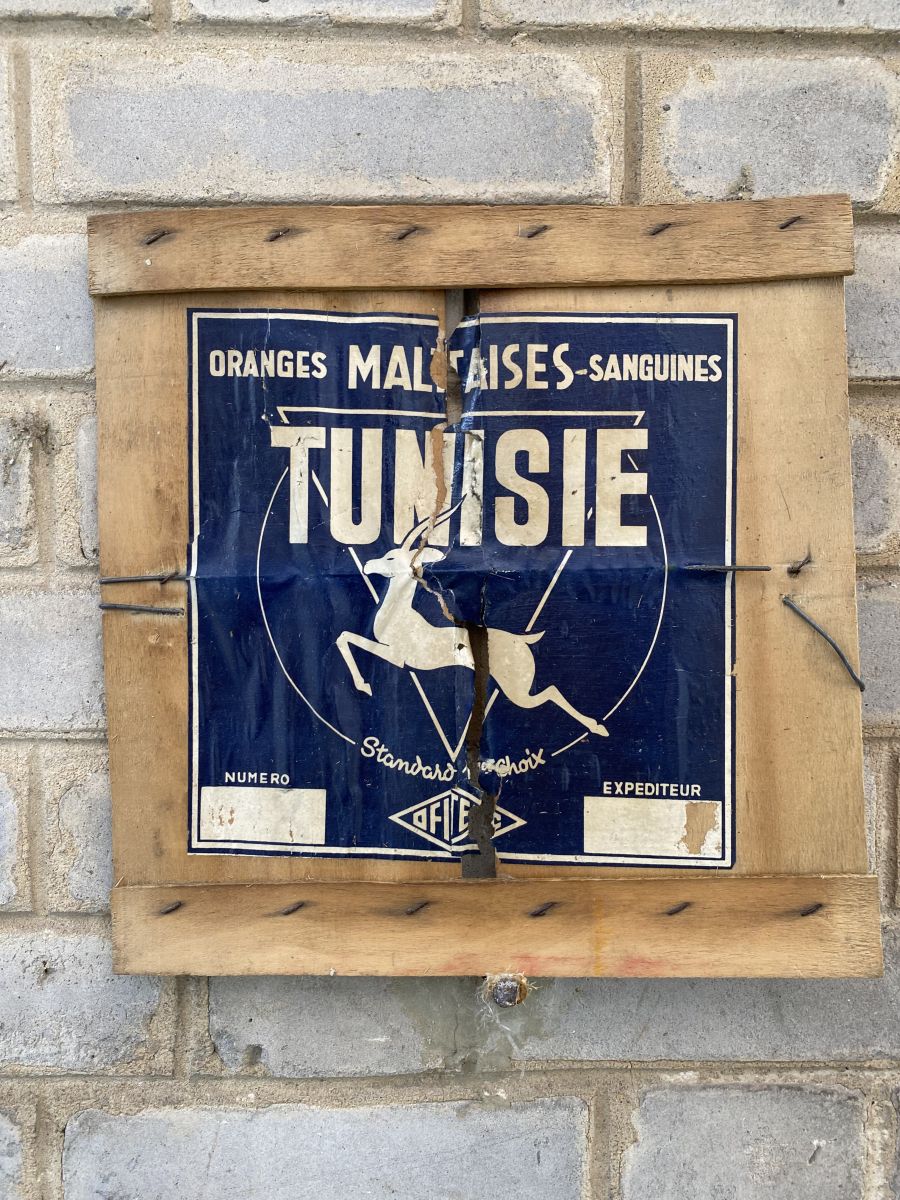 ORANGES MALTAISES-SANGUINES
TUNISIE
Standard Choix
NUMERO
EXPEDITEUR